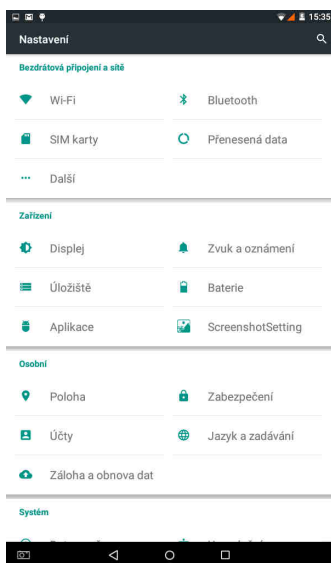 15:35
Nastavení
Bezdrátová připojení a sítě
Wi-Fi
Bluetooth
SIM karty
Přenesená data
Další
Zařízení
Displej
Zvuk a oznámení
Úložiště
Baterie
Aplikace
ScreenshotSetting
Osobní
Poloha
Zabezpečení
Účty
Jazyk a zadávání
Záloha a obnova dat
Systém